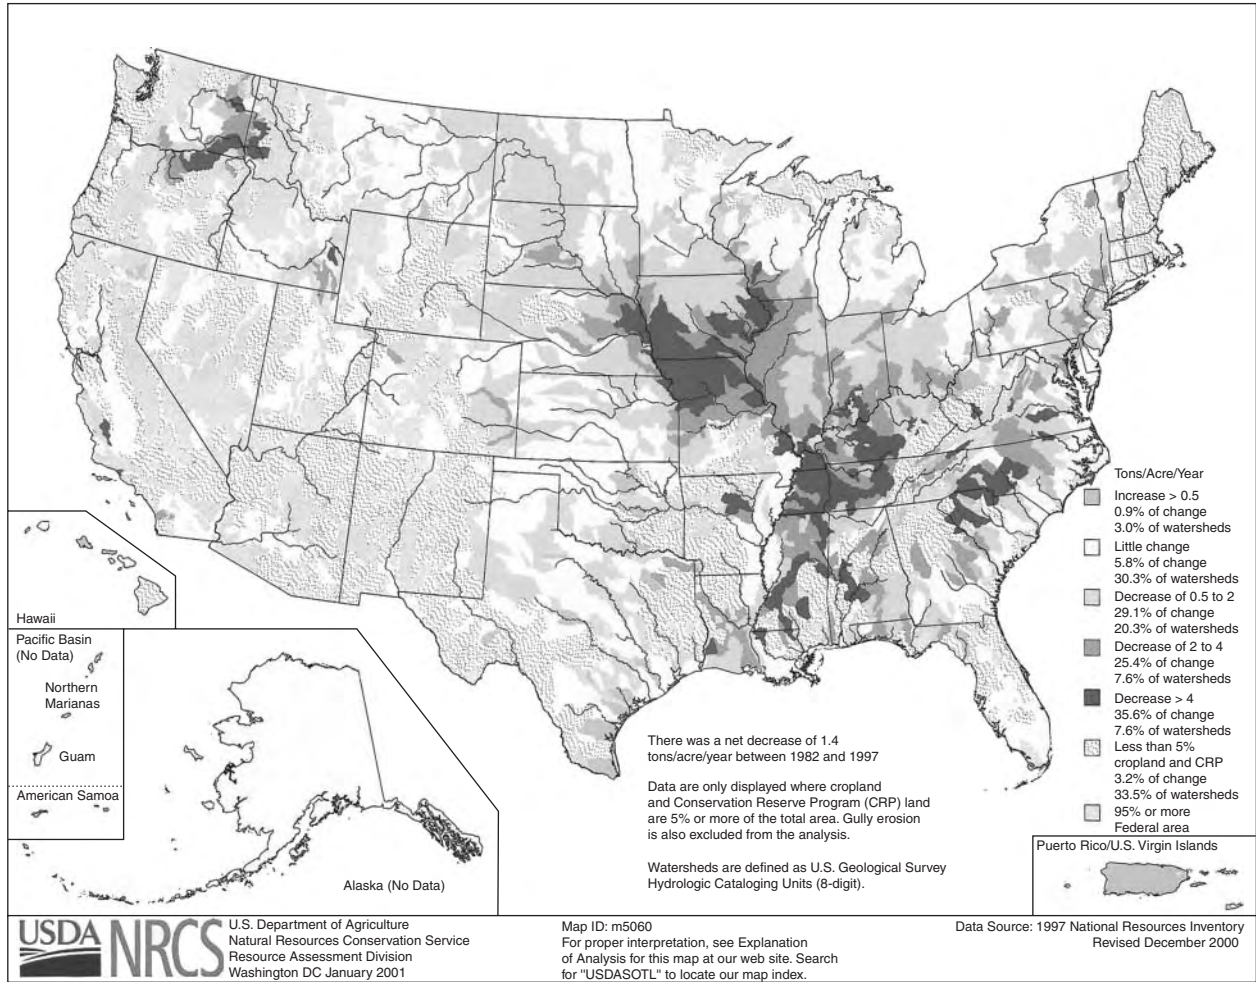 Tons/Acre/Year
Increase > 0.5
0.9% of change
3.0% of watersheds
Little change
5.8% of change
30.3% of watersheds
Decrease of 0.5 to 2
29.1% of change
20.3% of watersheds
Decrease of 2 to 4
25.4% of change
7.6% of watersheds
Decrease > 4
35.6% of change
7.6% of watersheds
Less than 5%
cropland and CRP
3.2% of change
33.5% of watersheds
95% or more
Federal area
Hawaii
Pacific Basin
(No Data)
Northern
Marianas
Guam
American Samoa
Alaska (No Data)
There was a net decrease of 1.4
tons/acre/year between 1982 and 1997
Data are only displayed where cropland
and Conservation Reserve Program (CRP) land
are 5% or more of the total area. Gully erosion
is also excluded from the analysis.
Watersheds are defined as U.S. Geological Survey
Hydrologic Cataloging Units (8-digit).
Puerto Rico/U.S. Virgin Islands
USDA NRCS
U.S. Department of Agriculture
Natural Resources Conservation Service
Resource Assessment Division
Washington DC January 2001
Map ID: m5060
For proper interpretation, see Explanation
of Analysis for this map at our web site. Search
for "USDASOTL" to locate our map index.
Data Source: 1997 National Resources Inventory
Revised December 2000